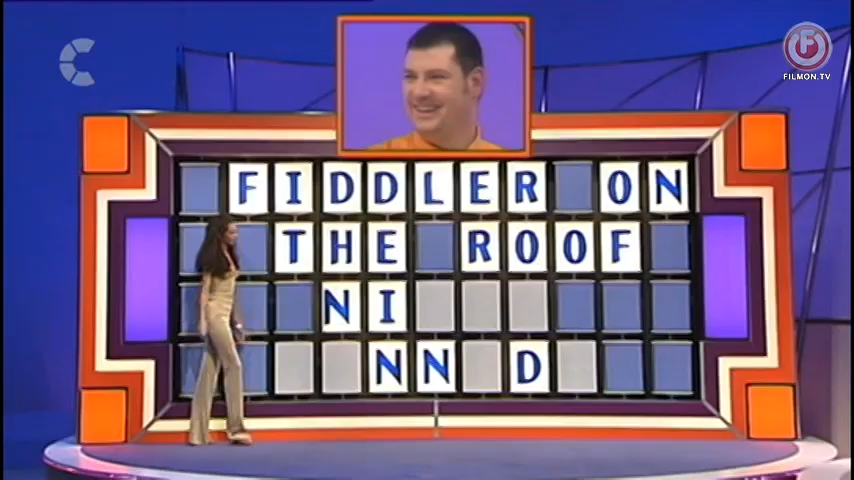 FILMON.TV
FIDDLER ON
THE ROOF
NI
NN D